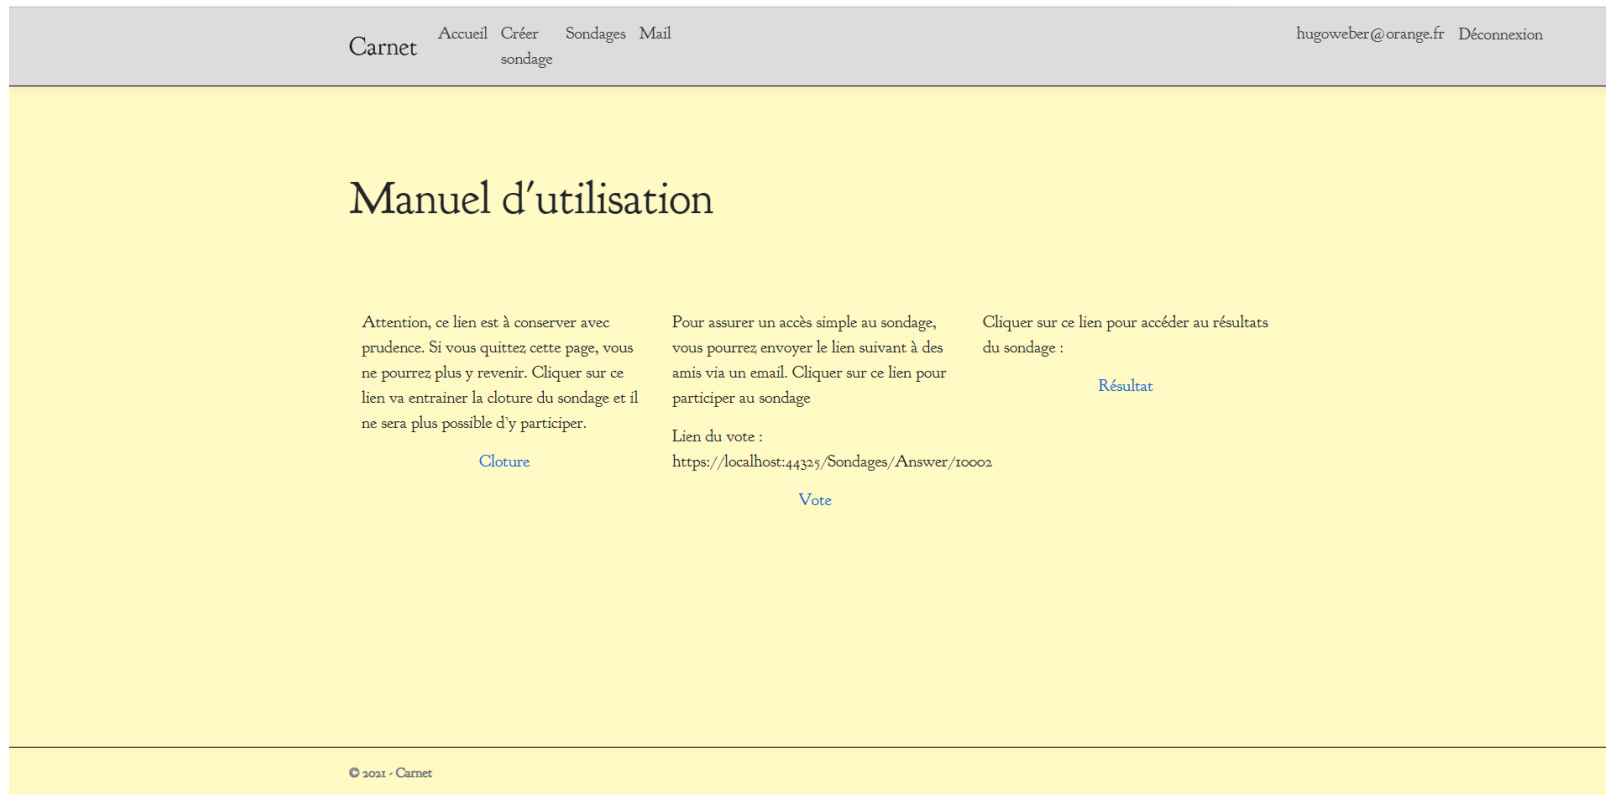 Carnet
Accueil
Créer
sondage
Sondages
Mail
hugoweber@orange.fr
Déconnexion
Manuel d'utilisation
Attention, ce lien est à conserver avec
prudence. Si vous quittez cette page, vous
ne pourrez plus y revenir. Cliquer sur ce
lien va entrainer la cloture du sondage et il
ne sera plus possible d'y participer.
Cloture
Pour assurer un accès simple au sondage,
vous pourrez envoyer le lien suivant à des
amis via un email. Cliquer sur ce lien pour
participer au sondage
Lien du vote :
https://localhost:44325/Sondages/Answer/10002
Vote
Cliquer sur ce lien pour accéder au résultats
du sondage :
Résultat
© 2021 - Carnet